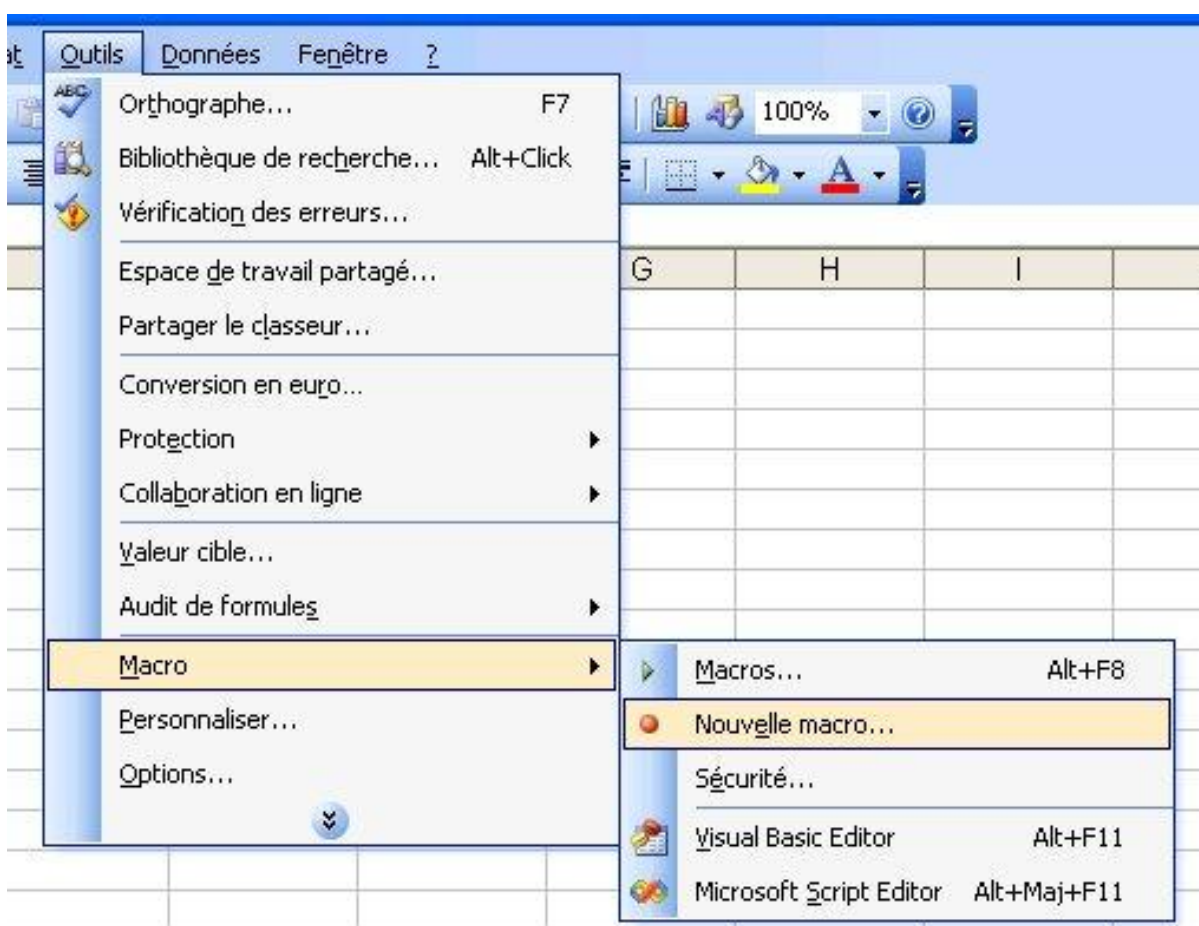 at Outils Données Fenêtre ?
ABC Orthographe... F7
100%
Bibliothèque de recherche... Alt+Click
A
Vérification des erreurs...
Espace de travail partagé...
G H I
Partager le classeur...
Conversion en euro...
Protection
Collaboration en ligne
Valeur cible...
Audit de formules
Macro
Personnaliser...
Options...
Macros... Alt+F8
Nouvelle macro...
Sécurité...
Visual Basic Editor Alt+F11
Microsoft Script Editor Alt+Maj+F11